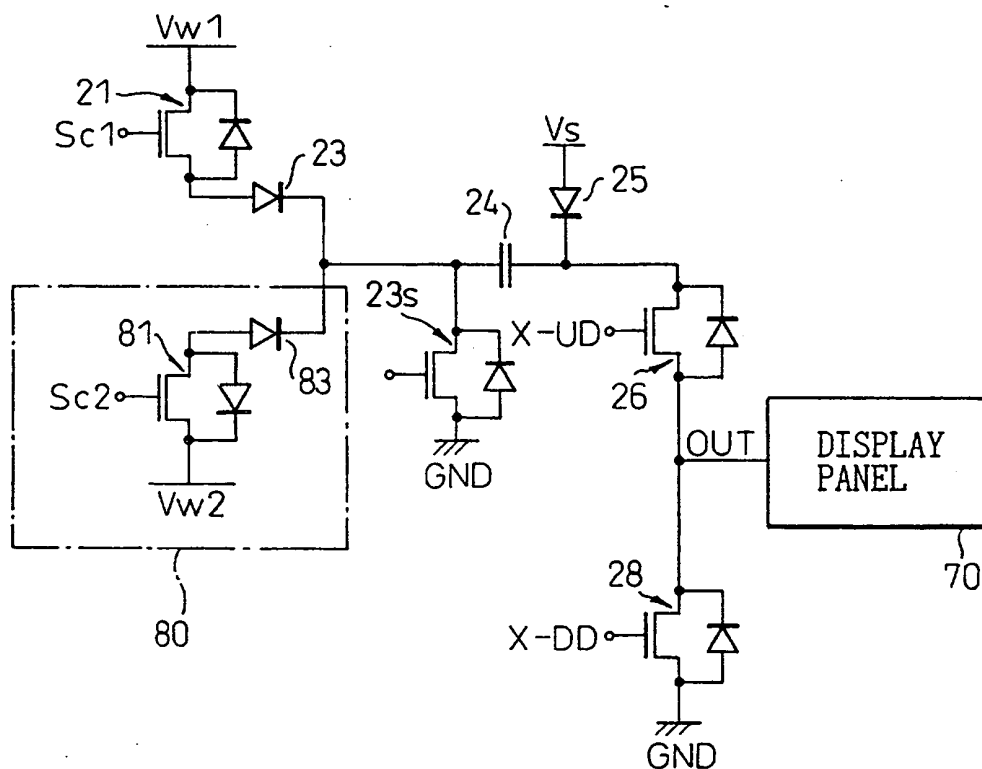 Vw1
21
Sc1
23
Vs
25
24
23s
X-UD
26
81
83
Sc2
GND
Vw2
OUT
DISPLAY
PANEL
70
80
28
X-DD
GND